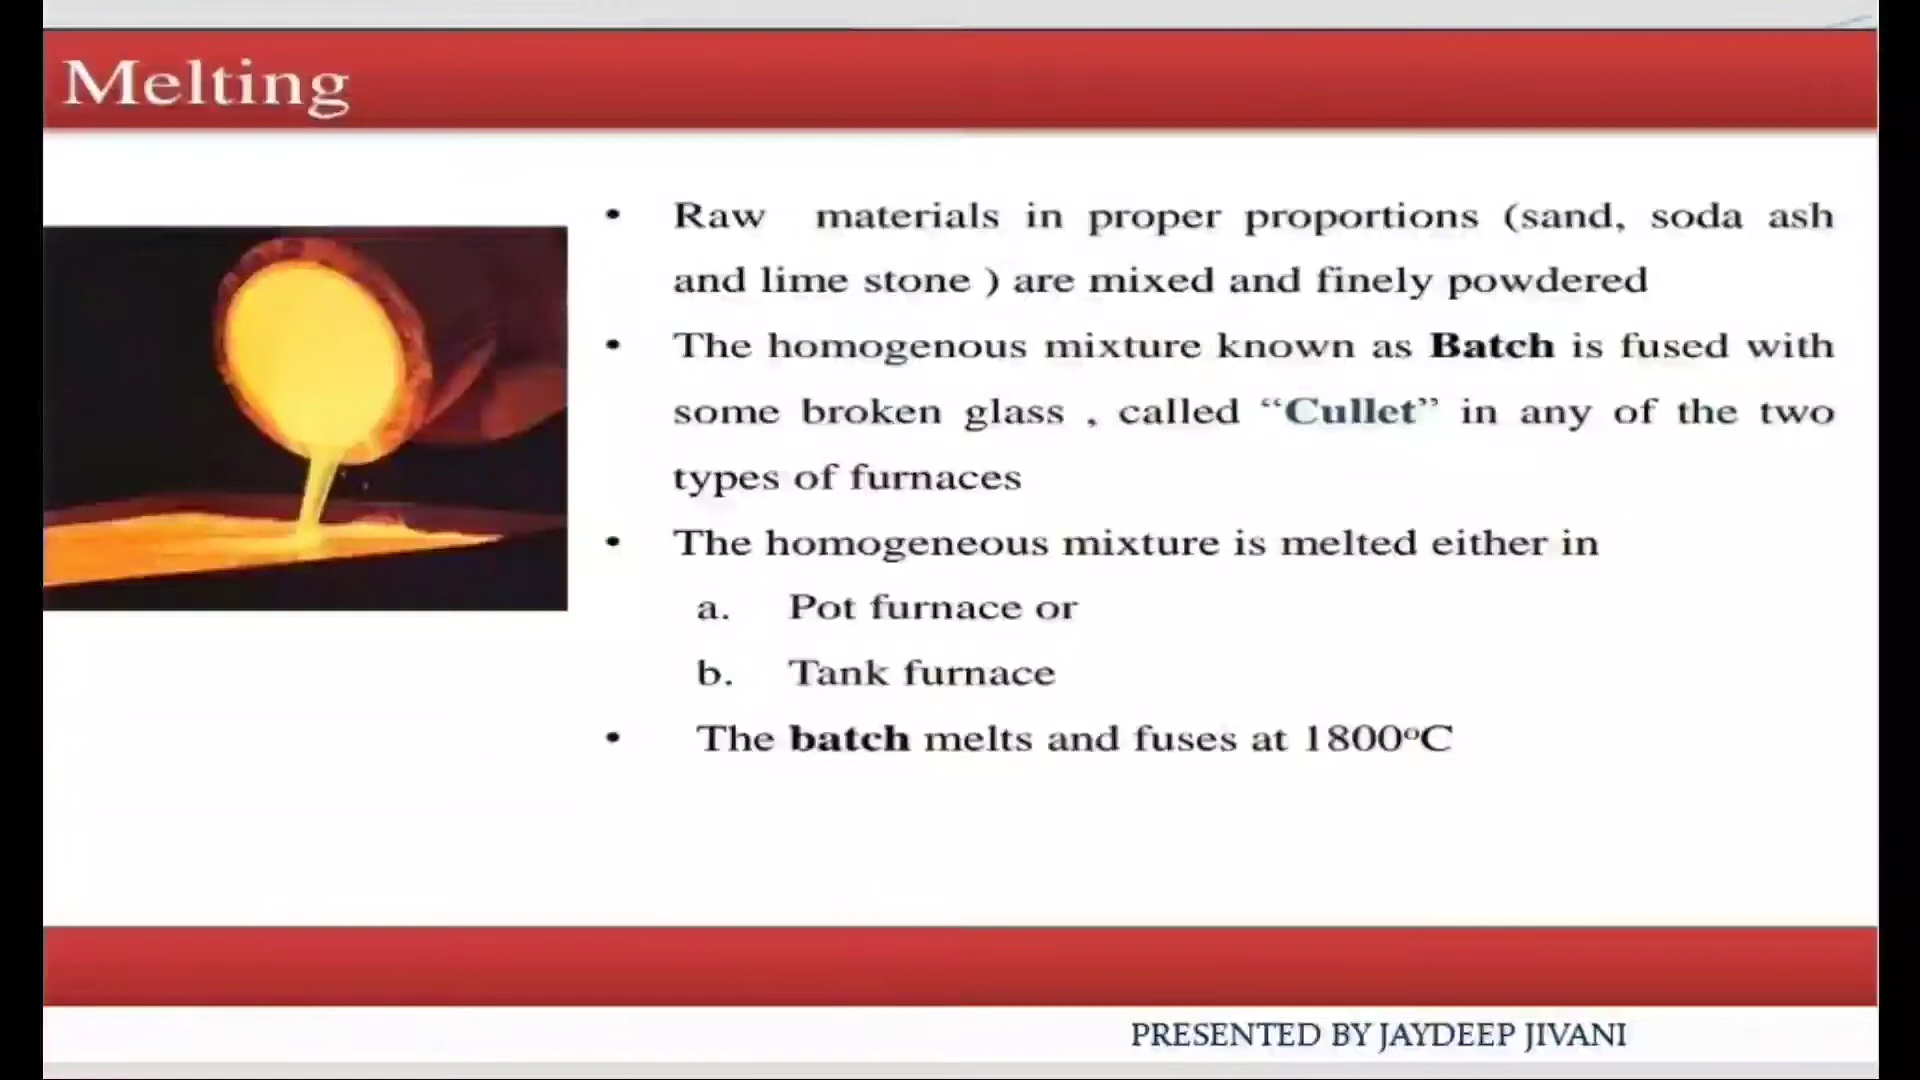 Melting
• Raw materials in proper proportions (sand, soda ash
and lime stone ) are mixed and finely powdered
• The homogenous mixture known as Batch is fused with
some broken glass , called “Cullet” in any of the two
types of furnaces
• The homogeneous mixture is melted either in
a. Pot furnace or
b. Tank furnace
• The batch melts and fuses at 1800°C
PRESENTED BY JAYDEEP JIVANI